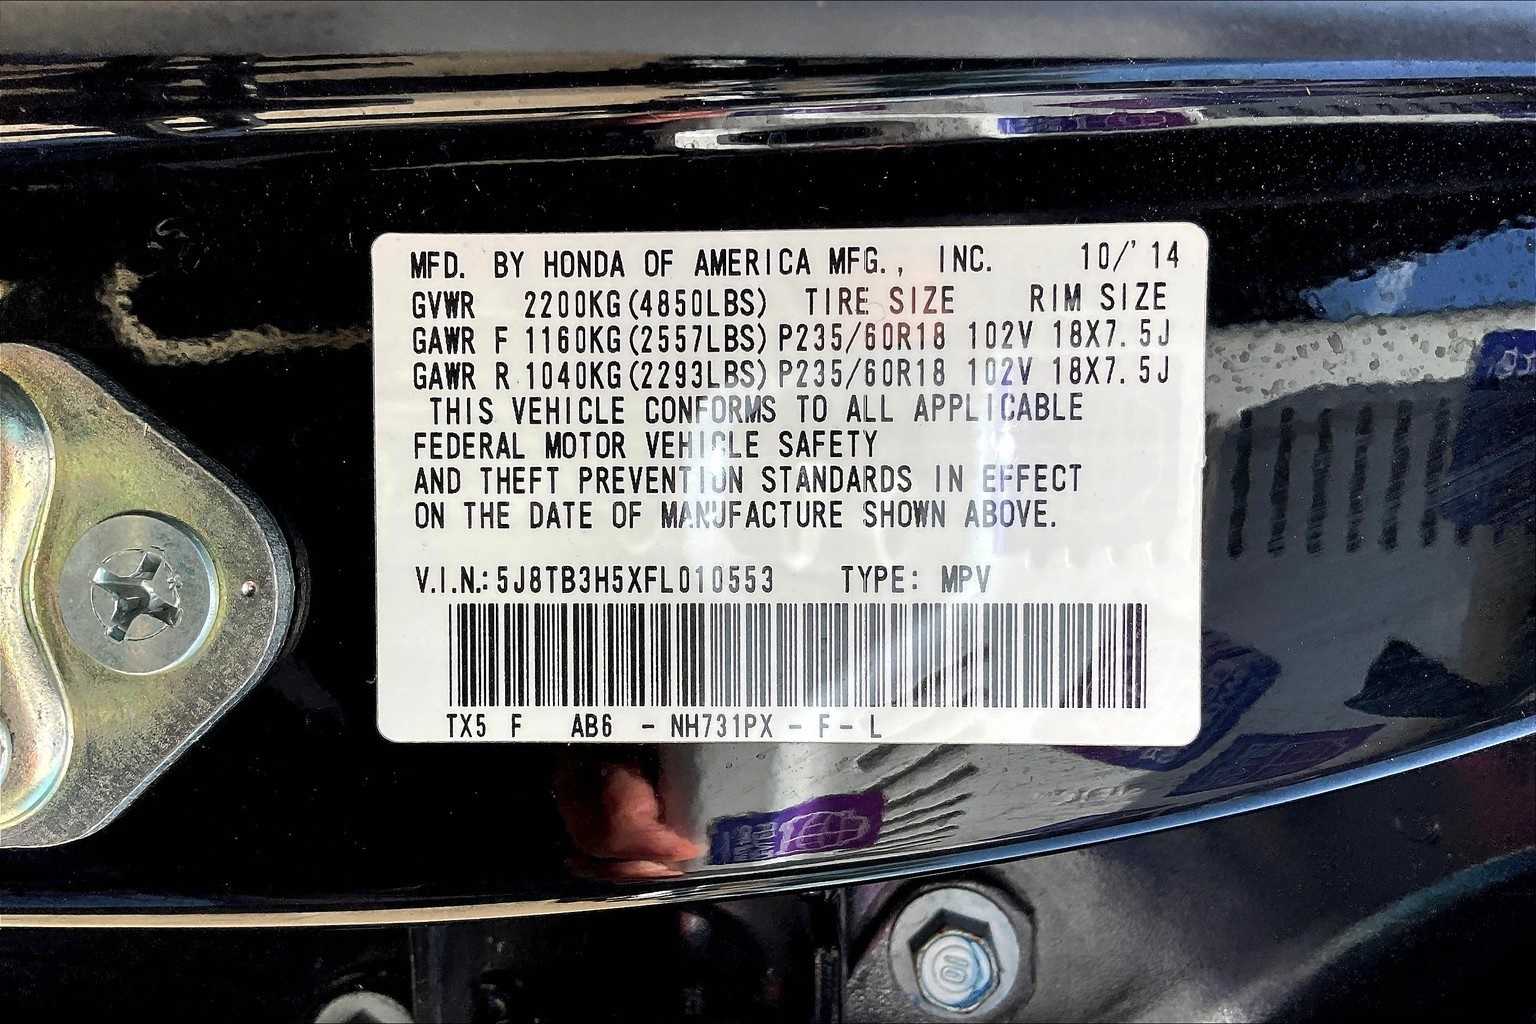 MFD. BY HONDA OF AMERICA MFG., INC. 10/'14
GVWR 2200KG(4850LBS) TIRE SIZE RIM SIZE
GAWR F 1160KG(2557LBS) P235/60R18 102V 18X7.5J
GAWR R 1040KG(2293LBS) P235/60R18 102V 18X7.5J
THIS VEHICLE CONFORMS TO ALL APPLICABLE
FEDERAL MOTOR VEHICLE SAFETY
AND THEFT PREVENTION STANDARDS IN EFFECT
ON THE DATE OF MANUFACTURE SHOWN ABOVE.
V.I.N.: 5J8TB3H5XFL010553 TYPE: MPV
TX5 F AB6 - NH731PX - F - L
10